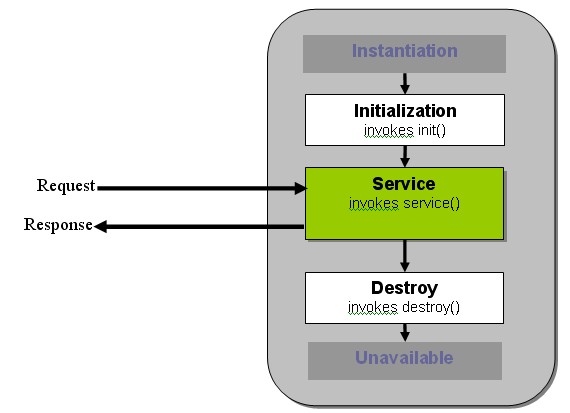 Instantiation
Initialization
invokes init()
Request
Service
invokes service()
Response
Destroy
invokes destroy()
Unavailable